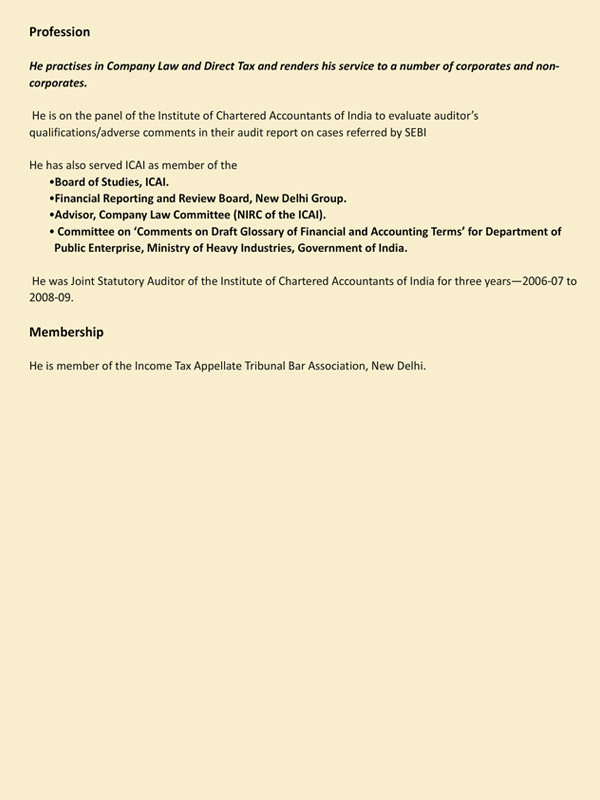 Profession
He practises in Company Law and Direct Tax and renders his service to a number of corporates and non-
corporates.
He is on the panel of the Institute of Chartered Accountants of India to evaluate auditor’s
qualifications/adverse comments in their audit report on cases referred by SEBI
He has also served ICAI as member of the
•Board of Studies, ICAI.
•Financial Reporting and Review Board, New Delhi Group.
•Advisor, Company Law Committee (NIRC of the ICAI).
• Committee on ‘Comments on Draft Glossary of Financial and Accounting Terms’ for Department of
Public Enterprise, Ministry of Heavy Industries, Government of India.
He was Joint Statutory Auditor of the Institute of Chartered Accountants of India for three years—2006-07 to
2008-09.
Membership
He is member of the Income Tax Appellate Tribunal Bar Association, New Delhi.